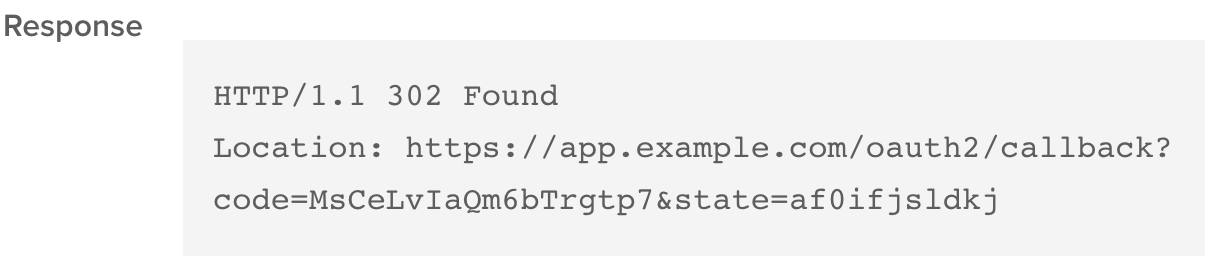 Response
HTTP/1.1 302 Found
Location: https://app.example.com/oauth2/callback?
code=MsCeLvIaQm6bTrgtp7&state=af0ifjsldkj